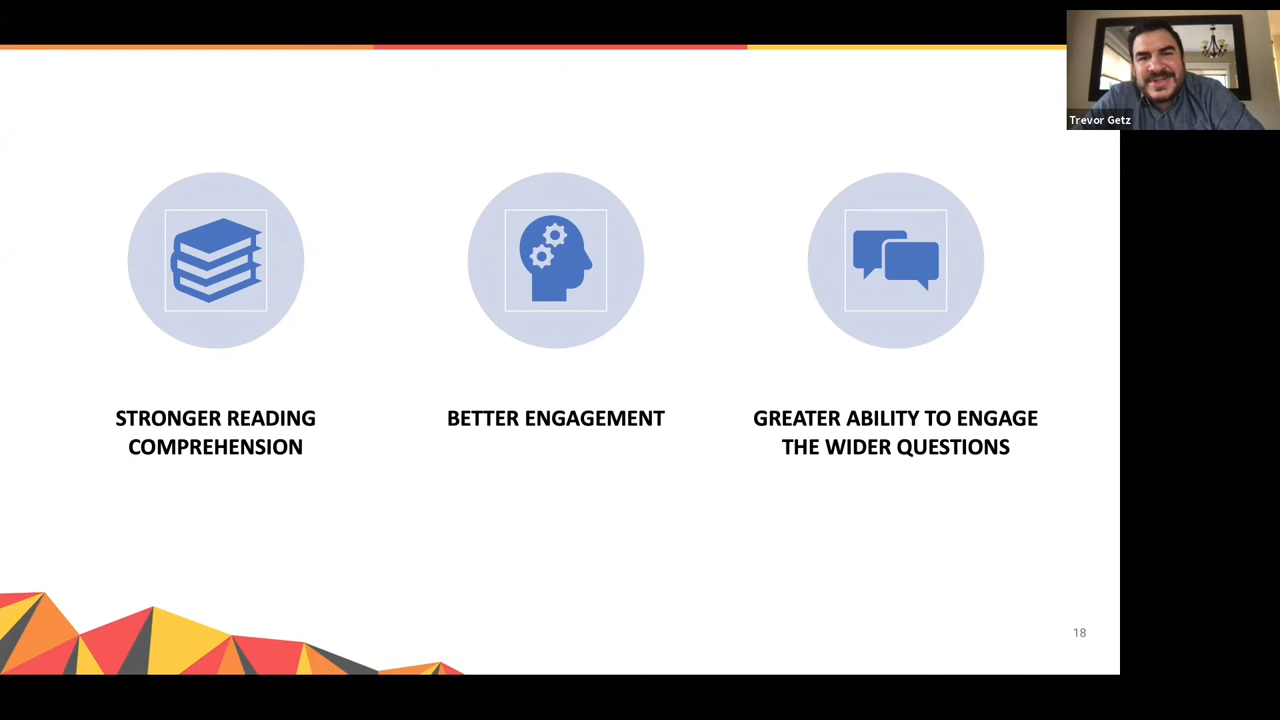 Trevor Getz
STRONGER READING
COMPREHENSION
BETTER ENGAGEMENT
GREATER ABILITY TO ENGAGE
THE WIDER QUESTIONS
18